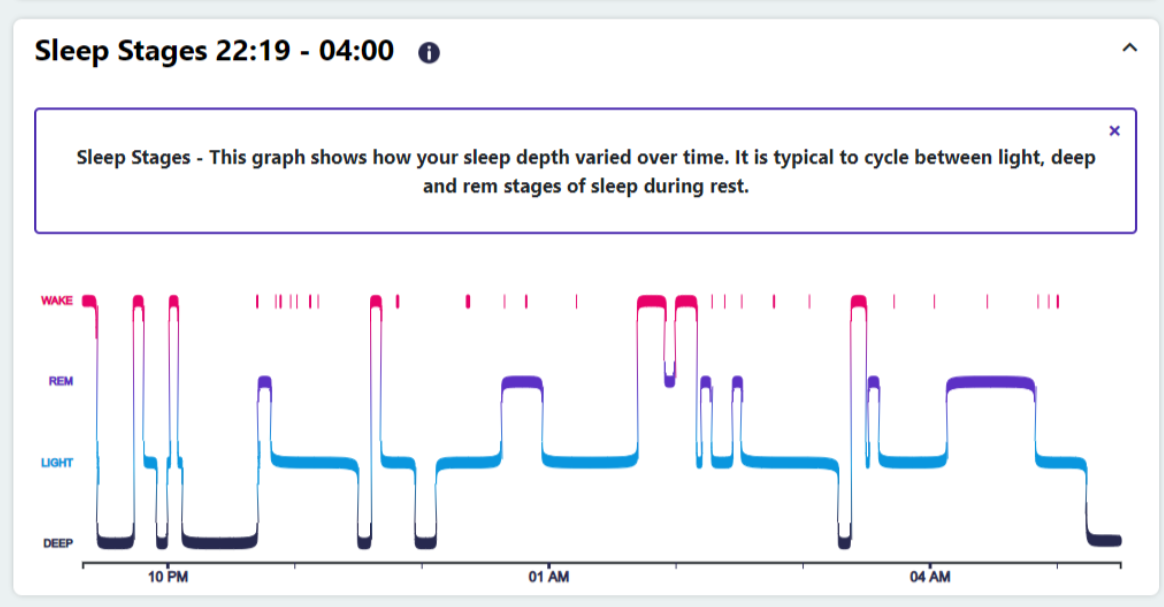 Sleep Stages 22:19 - 04:00
Sleep Stages - This graph shows how your sleep depth varied over time. It is typical to cycle between light, deep
and rem stages of sleep during rest.
WAKE
REM
LIGHT
DEEP
10 PM 01 AM 04 AM